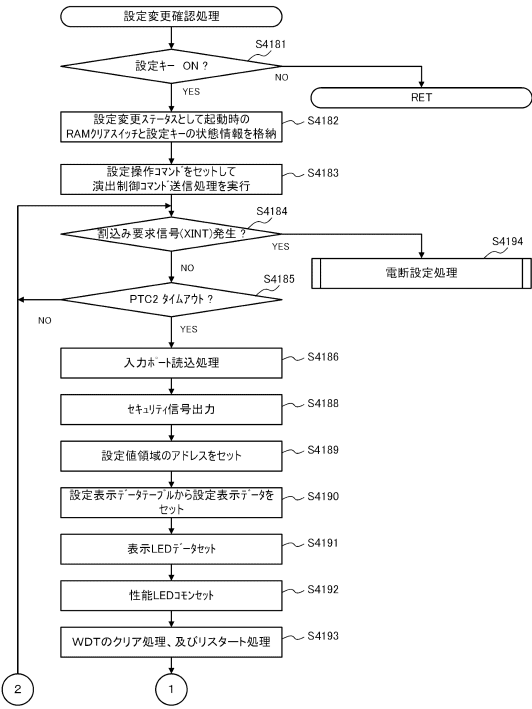 設定変更確認処理
S4181
設定キー ON ?
NO
YES
RET
設定変更ステータスとして起動時の
RAMクリアスイッチと設定キーの状態情報を格納
S4182
設定操作コマンドをセットして
演出制御コマンド送信処理を実行
S4183
S4184
割込み要求信号(XINT)発生 ?
YES
S4194
電断設定処理
NO
S4185
PTC2 タイムアウト ?
NO
YES
入力ポート読込処理
S4186
セキュリティ信号出力
S4188
設定値領域のアドレスをセット
S4189
設定表示データテーブルから設定表示データを
セット
S4190
表示LEDデータセット
S4191
性能LEDコモンセット
S4192
WDTのクリア処理、及びリスタート処理
S4193
2
1